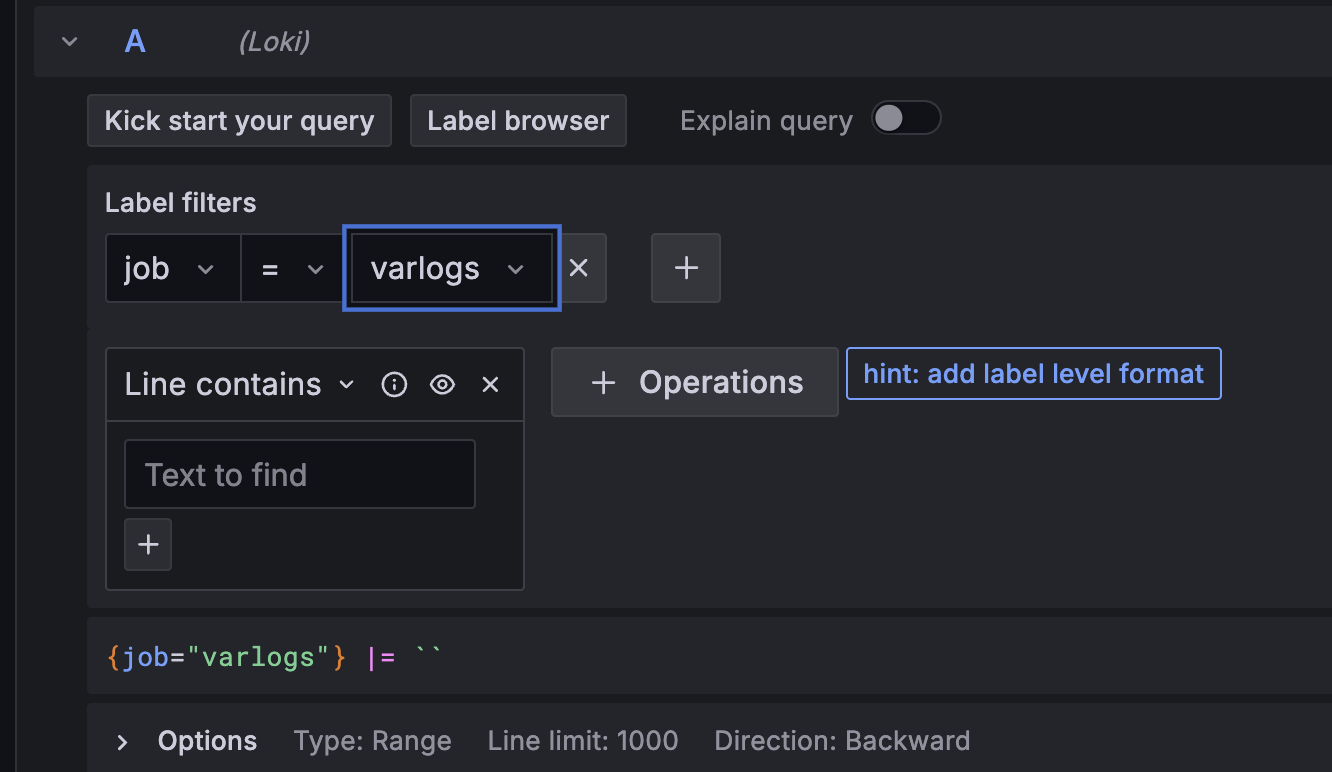 A (Loki)
Kick start your query Label browser Explain query
Label filters
job = varlogs
Line contains + Operations hint: add label level format
Text to find
+
{job="varlogs"} |= ``
Options Type: Range Line limit: 1000 Direction: Backward